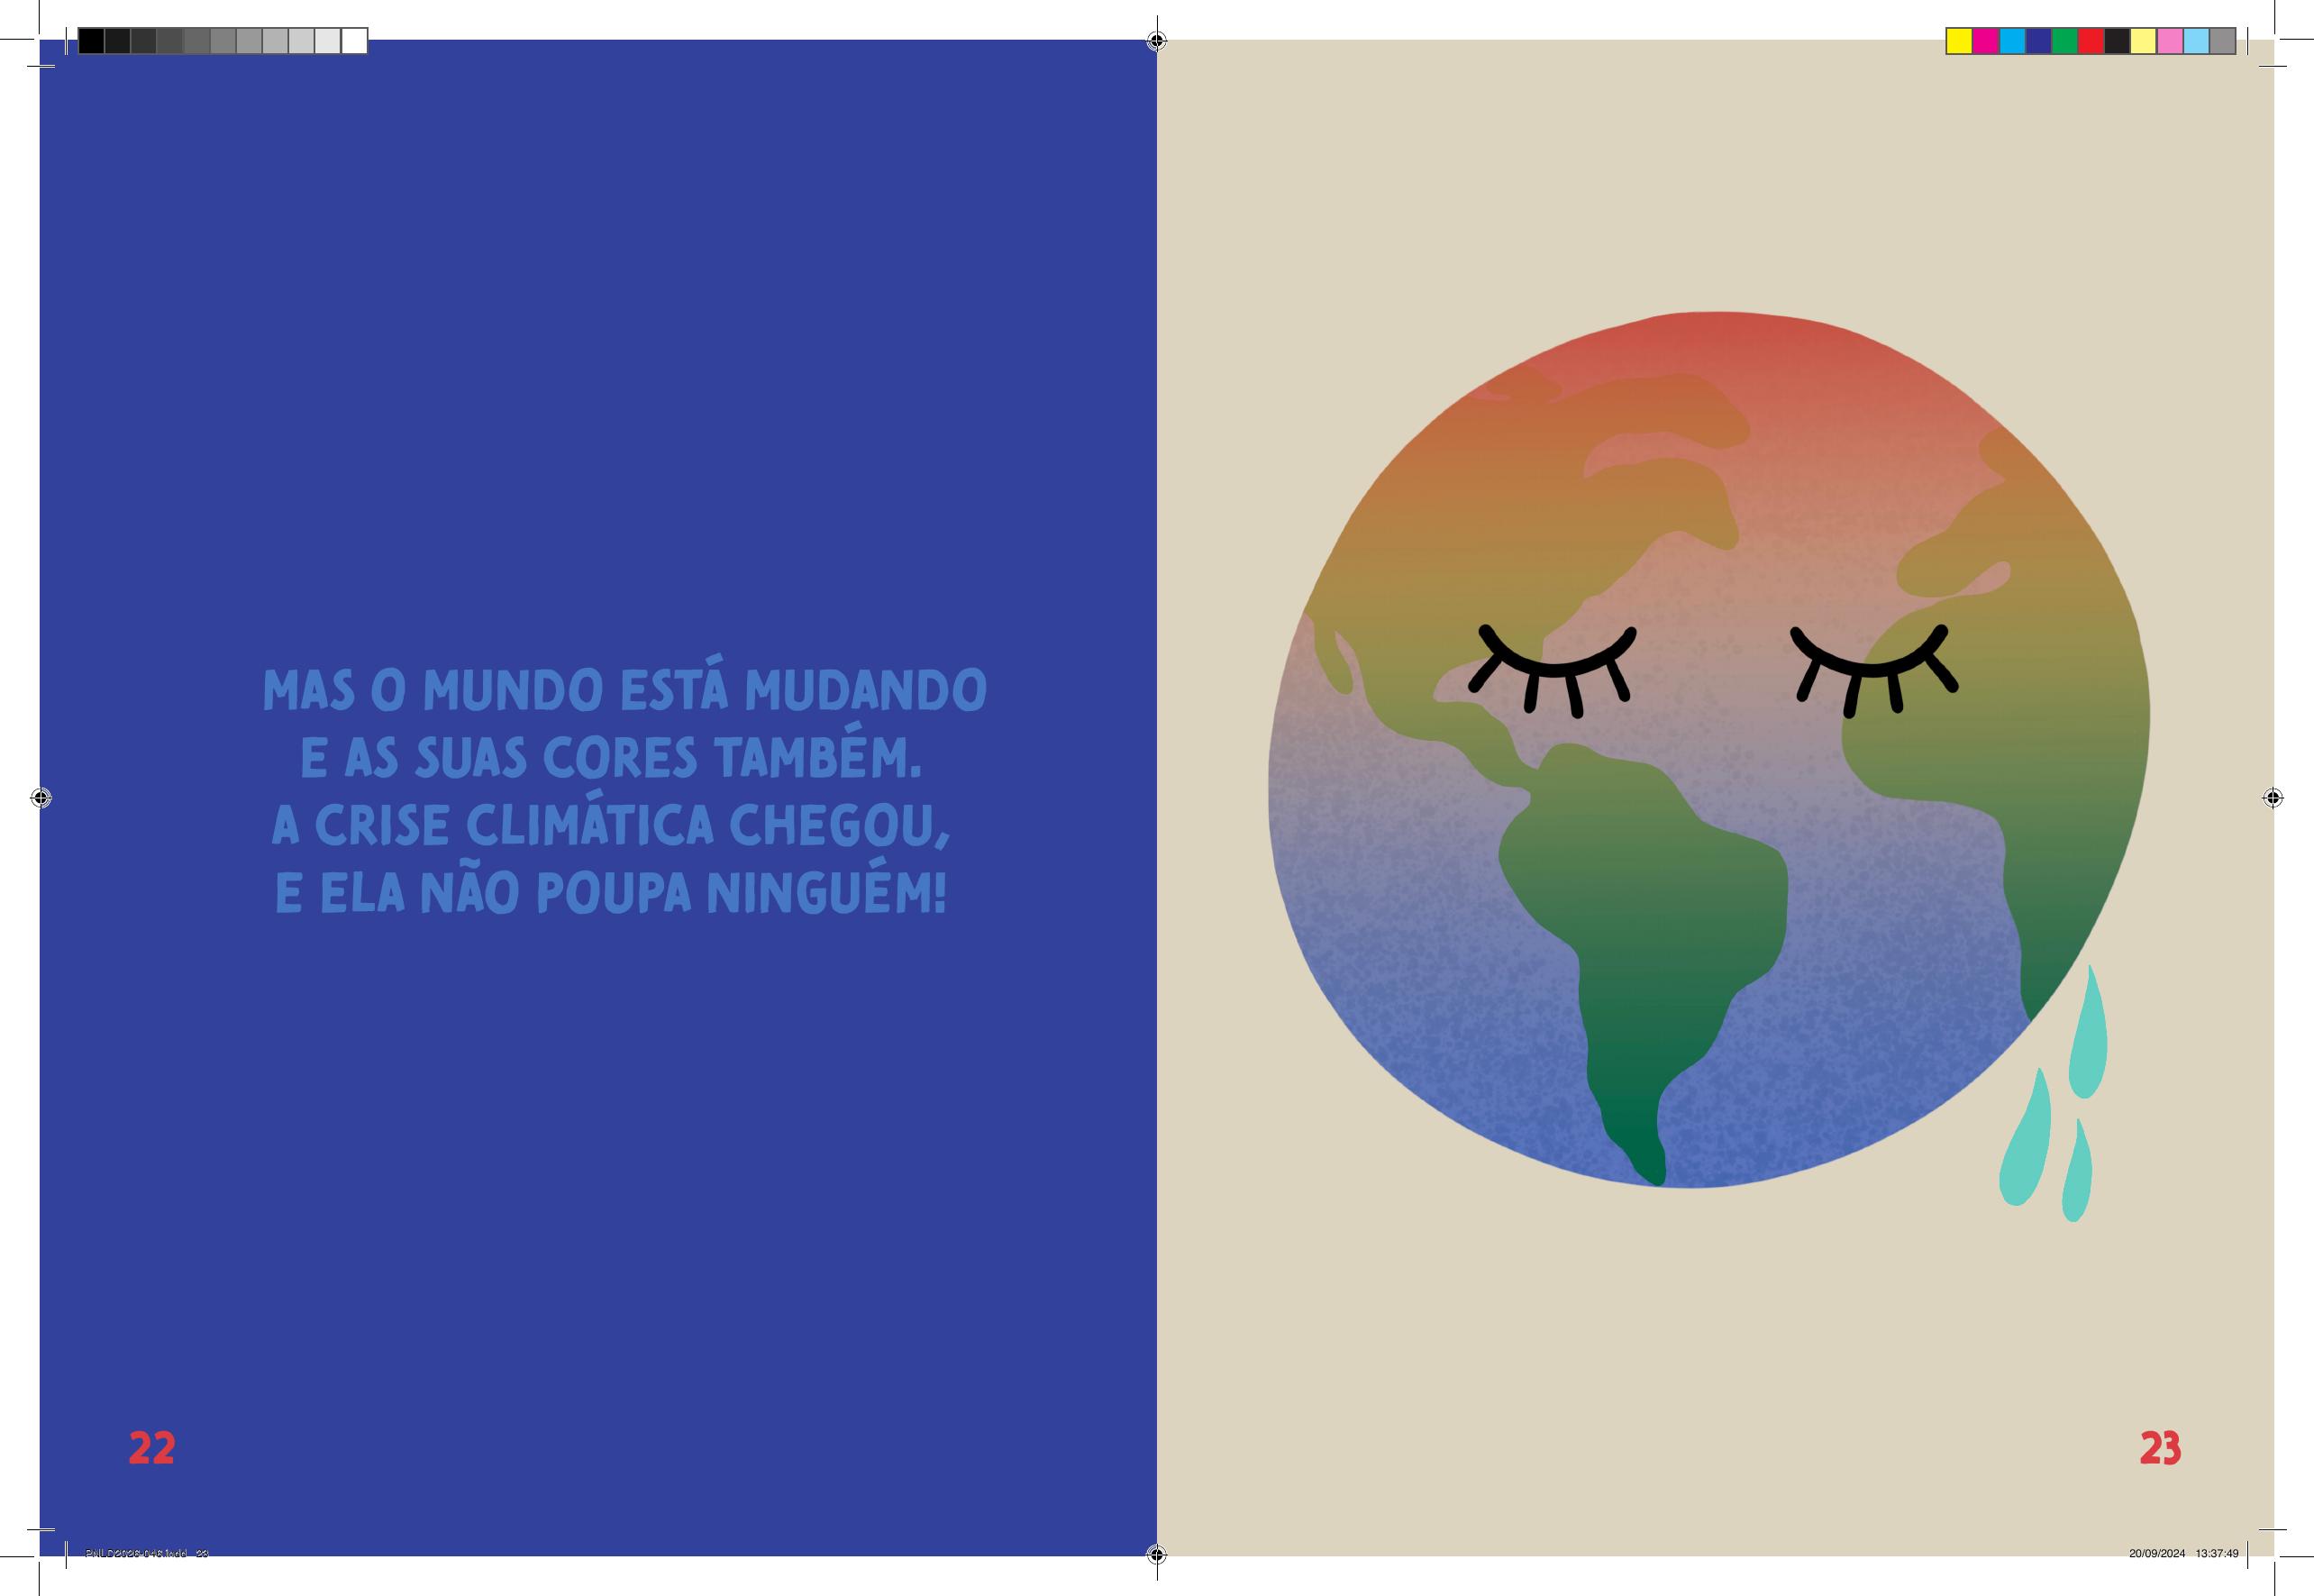 MAS O MUNDO ESTÁ MUDANDO
E AS SUAS CORES TAMBÉM.
A CRISE CLIMÁTICA CHEGOU,
E ELA NÃO POUPA NINGUÉM!
22
23
PNLD2026-046.indd   23
20/09/2024   13:37:49